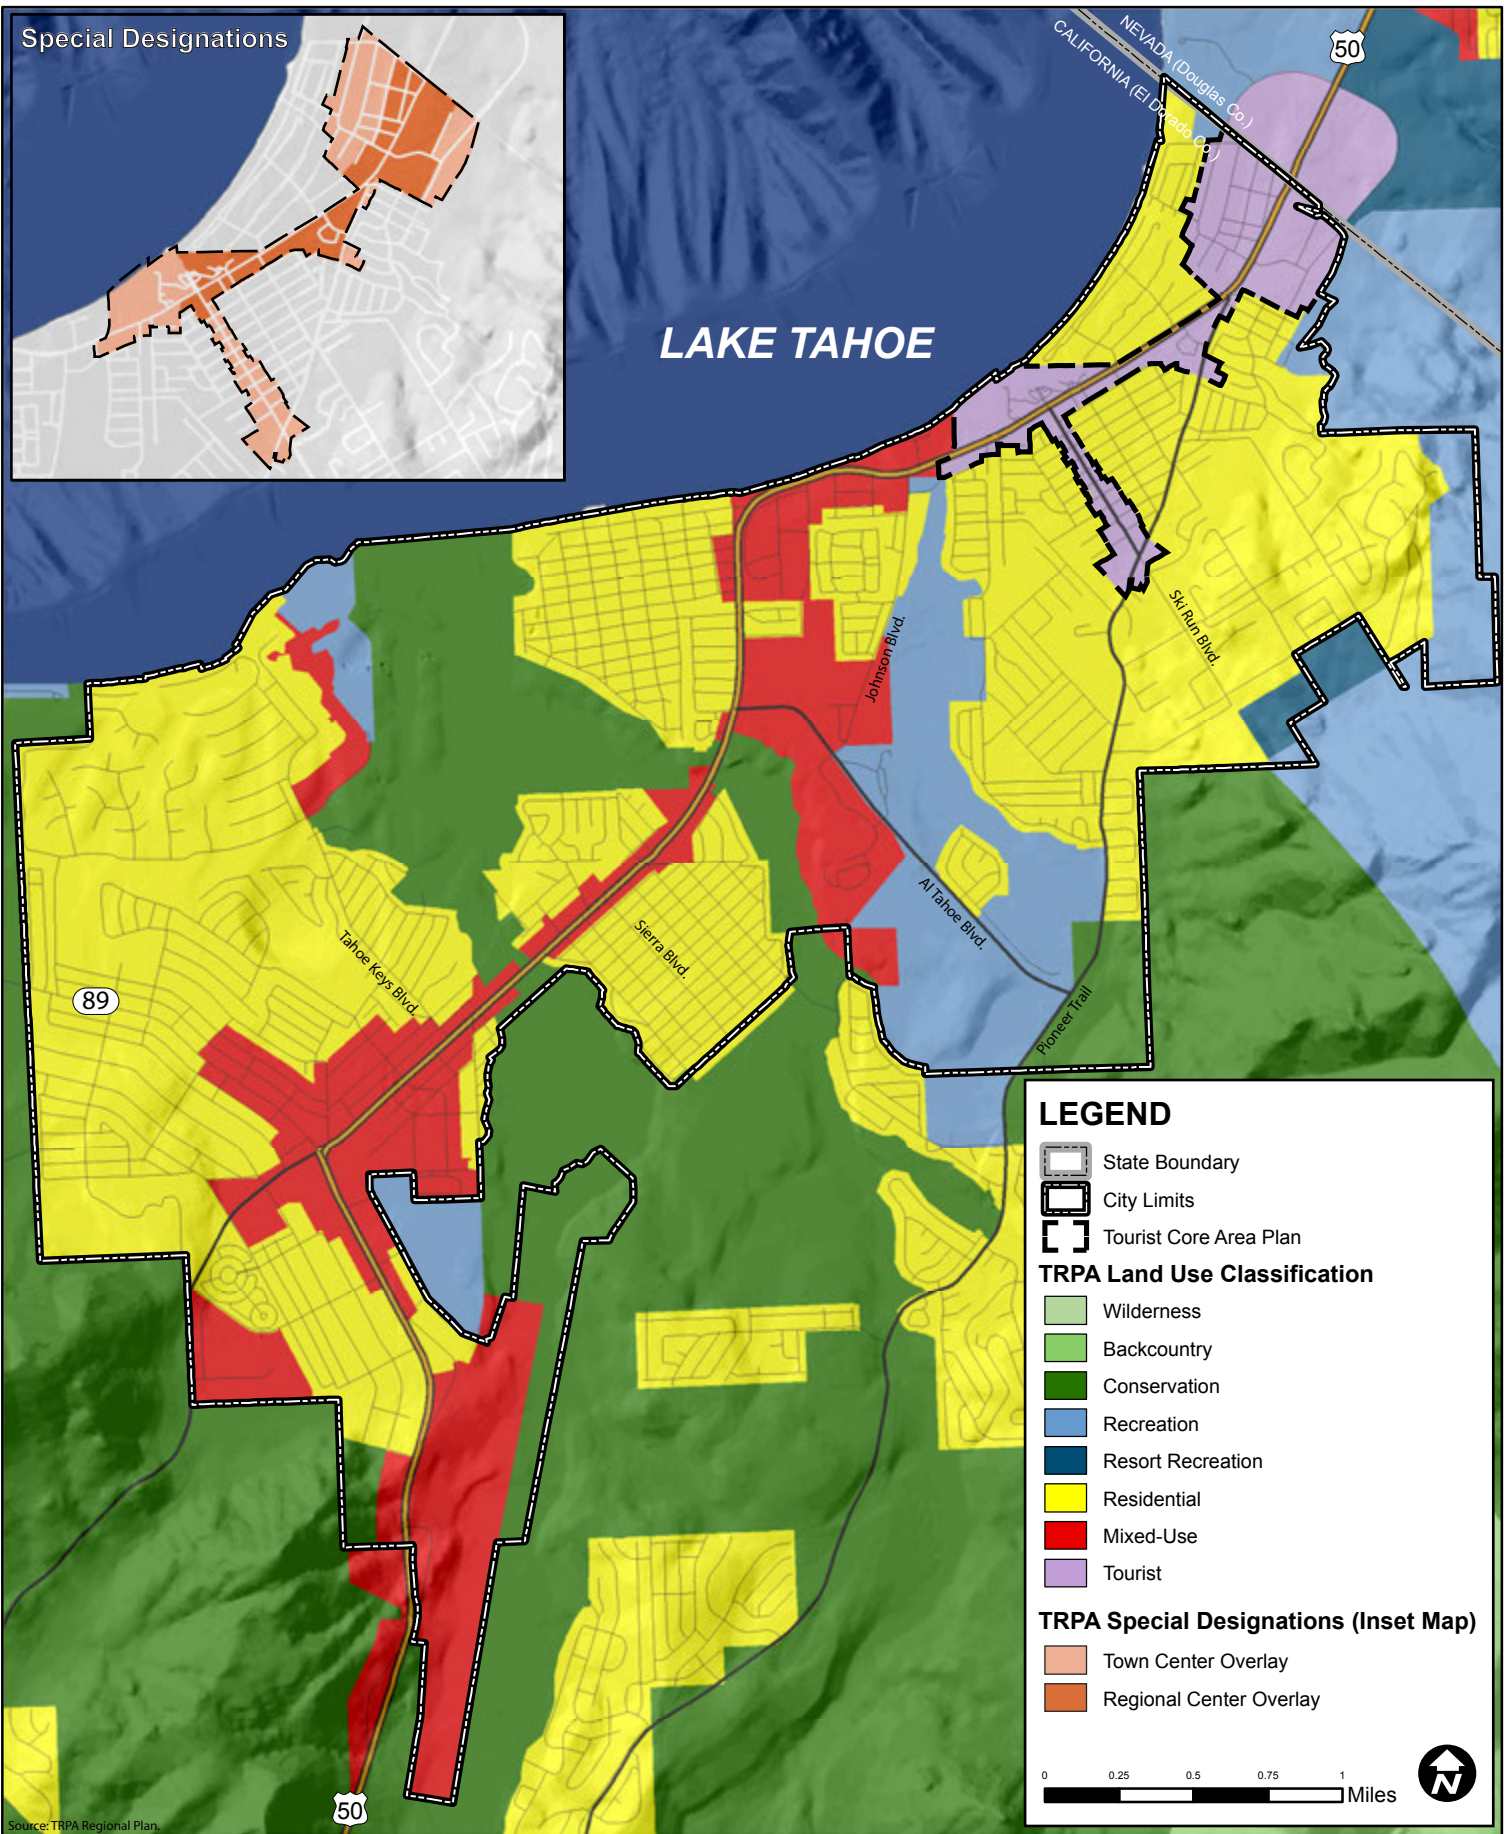 Special Designations
NEVADA (Douglas Co.)
CALIFORNIA (El Dorado Co.)
50
LAKE TAHOE
Ski Run Blvd.
Johnson Blvd.
Al Tahoe Blvd.
Sierra Blvd.
Tahoe Keys Blvd.
89
Pioneer Trail
LEGEND
State Boundary
City Limits
Tourist Core Area Plan
TRPA Land Use Classification
Wilderness
Backcountry
Conservation
Recreation
Resort Recreation
Residential
Mixed-Use
Tourist
TRPA Special Designations (Inset Map)
Town Center Overlay
Regional Center Overlay
0 0.25 0.5 0.75 1
Miles
N
50
Source: TRPA Regional Plan.